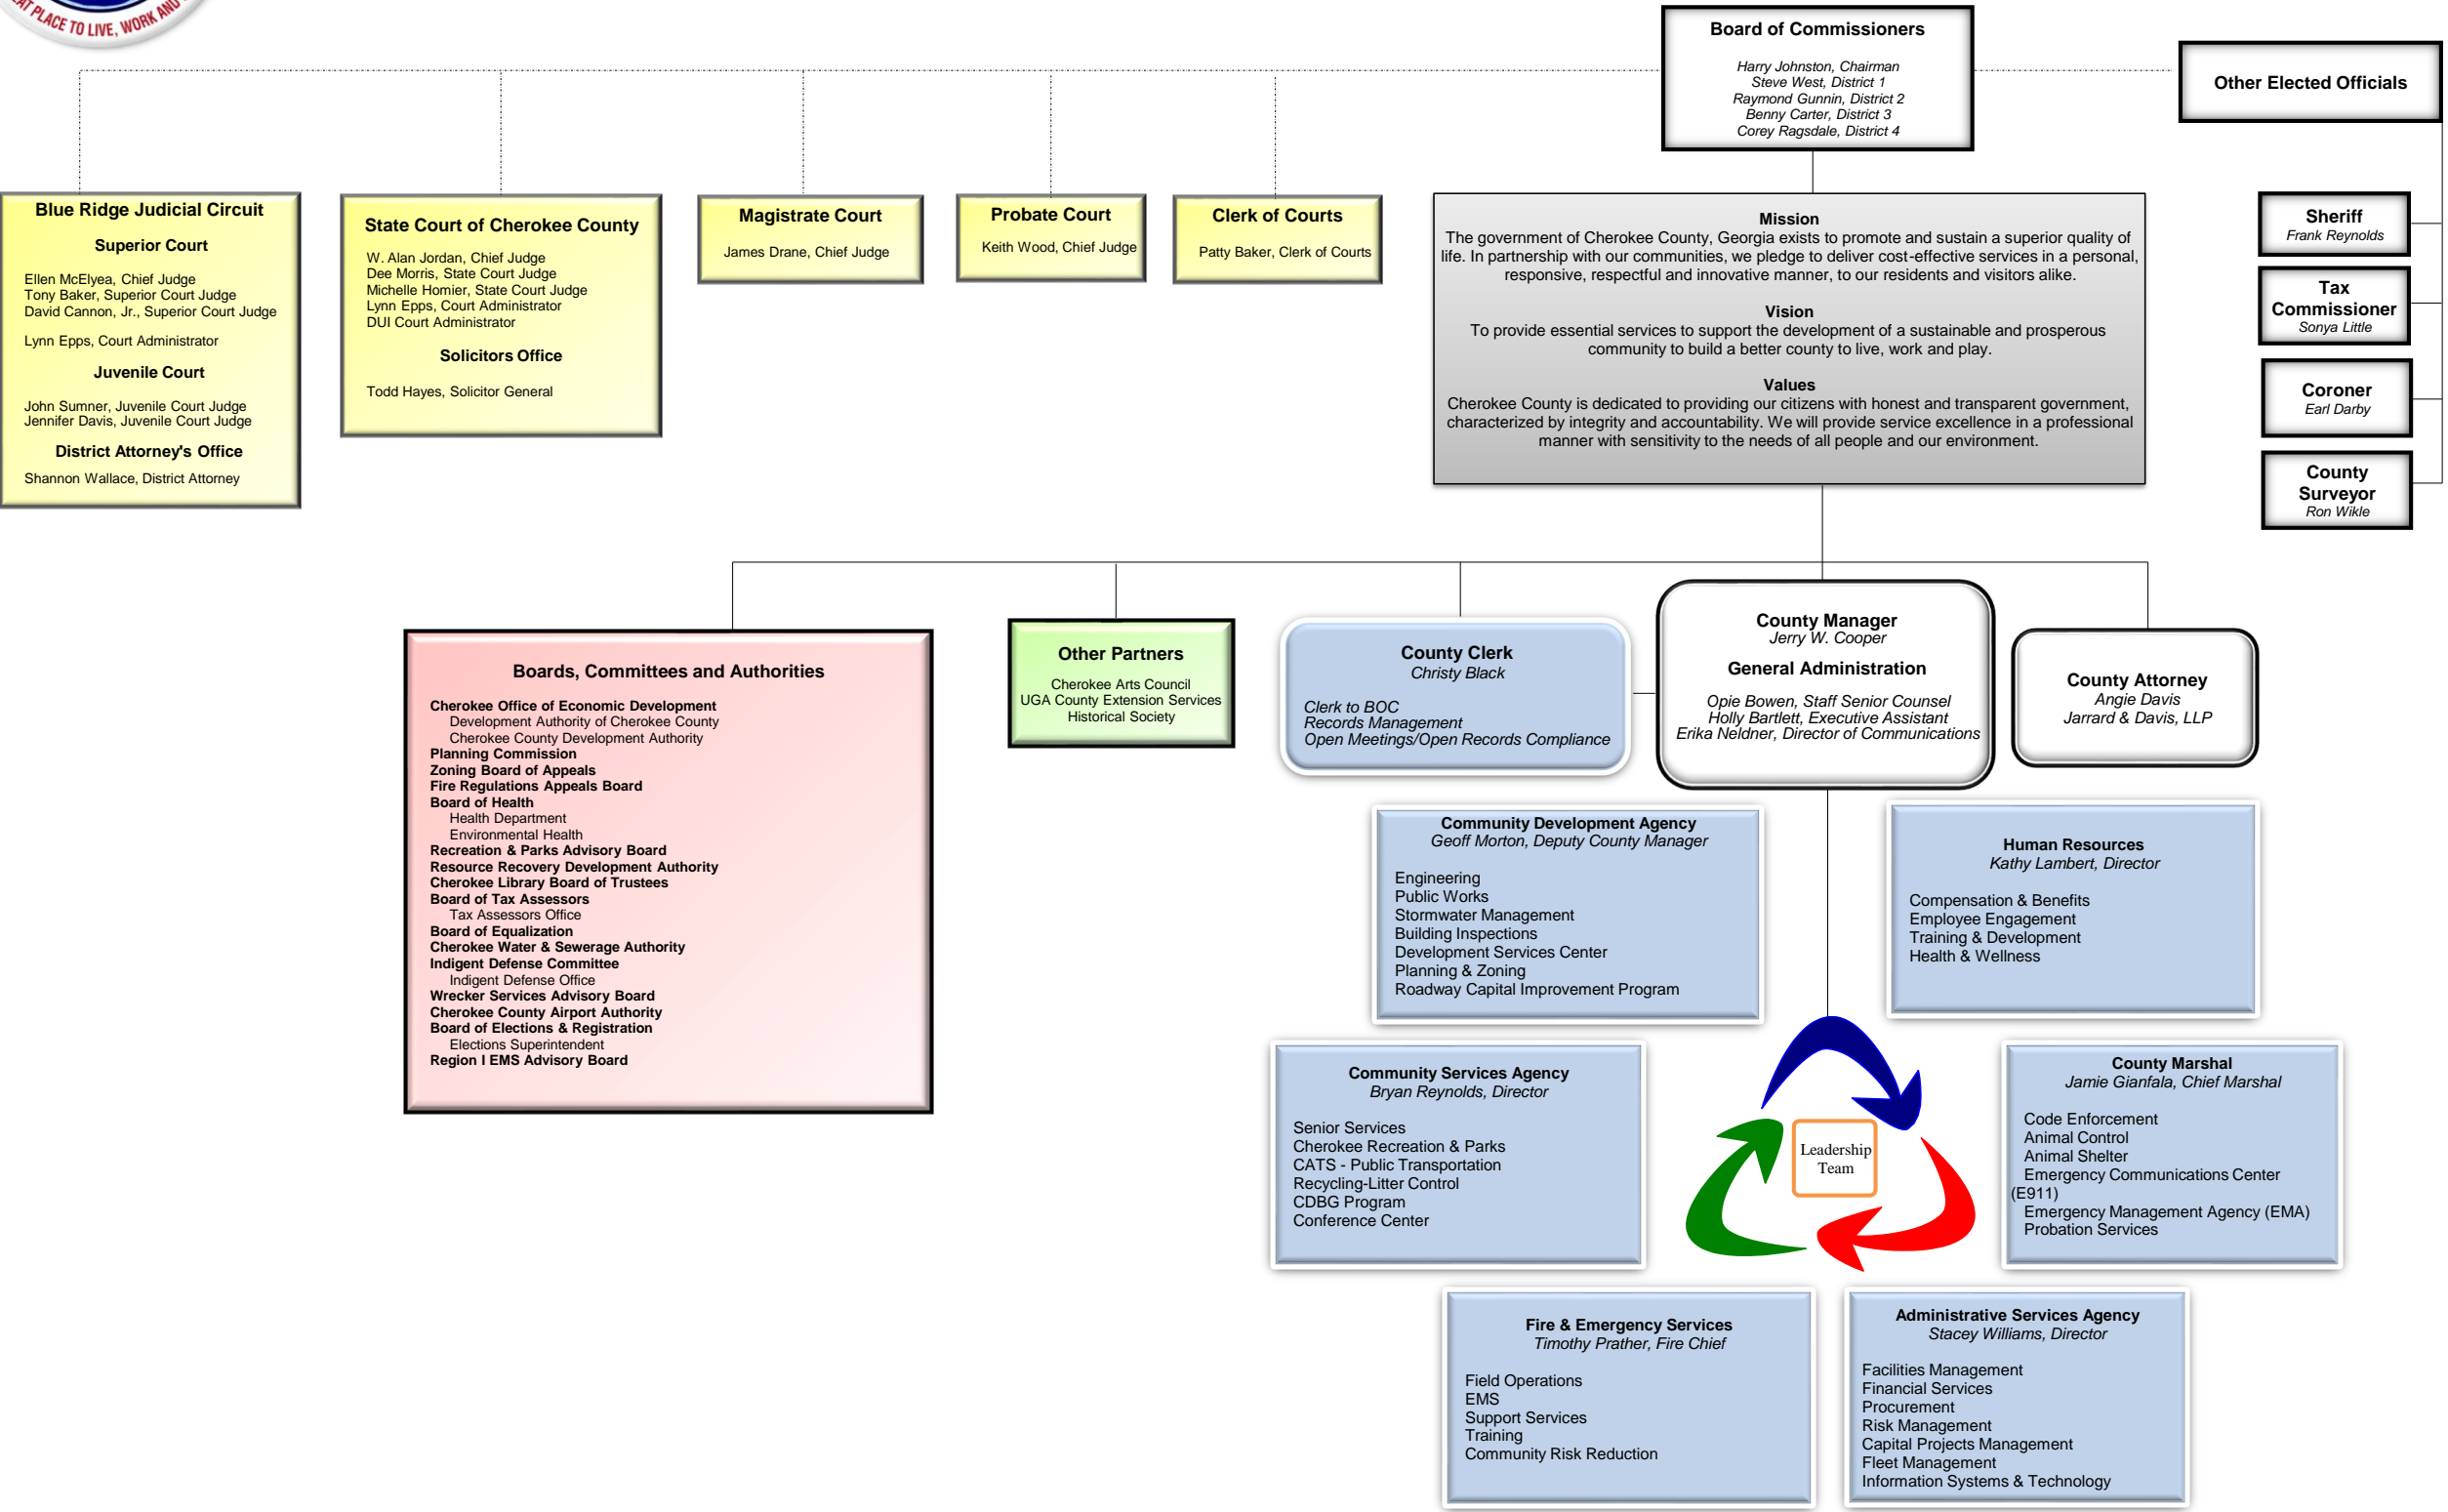 PLACE TO LIVE, WORK AND
Board of Commissioners
Harry Johnston, Chairman
Steve West, District 1
Raymond Gunnin, District 2
Benny Carter, District 3
Corey Ragsdale, District 4
Other Elected Officials
Blue Ridge Judicial Circuit
Superior Court
Ellen McElyea, Chief Judge
Tony Baker, Superior Court Judge
David Cannon, Jr., Superior Court Judge
Lynn Epps, Court Administrator
Juvenile Court
John Sumner, Juvenile Court Judge
Jennifer Davis, Juvenile Court Judge
District Attorney's Office
Shannon Wallace, District Attorney
State Court of Cherokee County
W. Alan Jordan, Chief Judge
Dee Morris, State Court Judge
Michelle Homier, State Court Judge
Lynn Epps, Court Administrator
DUI Court Administrator
Solicitors Office
Todd Hayes, Solicitor General
Magistrate Court
James Drane, Chief Judge
Probate Court
Keith Wood, Chief Judge
Clerk of Courts
Patty Baker, Clerk of Courts
Mission
The government of Cherokee County, Georgia exists to promote and sustain a superior quality of
life. In partnership with our communities, we pledge to deliver cost-effective services in a personal,
responsive, respectful and innovative manner, to our residents and visitors alike.
Vision
To provide essential services to support the development of a sustainable and prosperous
community to build a better county to live, work and play.
Values
Cherokee County is dedicated to providing our citizens with honest and transparent government,
characterized by integrity and accountability. We will provide service excellence in a professional
manner with sensitivity to the needs of all people and our environment.
Sheriff
Frank Reynolds
Tax
Commissioner
Sonya Little
Coroner
Earl Darby
County
Surveyor
Ron Wikle
Boards, Committees and Authorities
Cherokee Office of Economic Development
Development Authority of Cherokee County
Cherokee County Development Authority
Planning Commission
Zoning Board of Appeals
Fire Regulations Appeals Board
Board of Health
Health Department
Environmental Health
Recreation & Parks Advisory Board
Resource Recovery Development Authority
Cherokee Library Board of Trustees
Board of Tax Assessors
Tax Assessors Office
Board of Equalization
Cherokee Water & Sewerage Authority
Indigent Defense Committee
Indigent Defense Office
Wrecker Services Advisory Board
Cherokee County Airport Authority
Board of Elections & Registration
Elections Superintendent
Region I EMS Advisory Board
Other Partners
Cherokee Arts Council
UGA County Extension Services
Historical Society
County Clerk
Christy Black
Clerk to BOC
Records Management
Open Meetings/Open Records Compliance
County Manager
Jerry W. Cooper
General Administration
Opie Bowen, Staff Senior Counsel
Holly Bartlett, Executive Assistant
Erika Neldner, Director of Communications
County Attorney
Angie Davis
Jarrard & Davis, LLP
Community Development Agency
Geoff Morton, Deputy County Manager
Engineering
Public Works
Stormwater Management
Building Inspections
Development Services Center
Planning & Zoning
Roadway Capital Improvement Program
Human Resources
Kathy Lambert, Director
Compensation & Benefits
Employee Engagement
Training & Development
Health & Wellness
Community Services Agency
Bryan Reynolds, Director
Senior Services
Cherokee Recreation & Parks
CATS - Public Transportation
Recycling-Litter Control
CDBG Program
Conference Center
Leadership
Team
County Marshal
Jamie Gianfala, Chief Marshal
Code Enforcement
Animal Control
Animal Shelter
Emergency Communications Center
(E911)
Emergency Management Agency (EMA)
Probation Services
Fire & Emergency Services
Timothy Prather, Fire Chief
Field Operations
EMS
Support Services
Training
Community Risk Reduction
Administrative Services Agency
Stacey Williams, Director
Facilities Management
Financial Services
Procurement
Risk Management
Capital Projects Management
Fleet Management
Information Systems & Technology